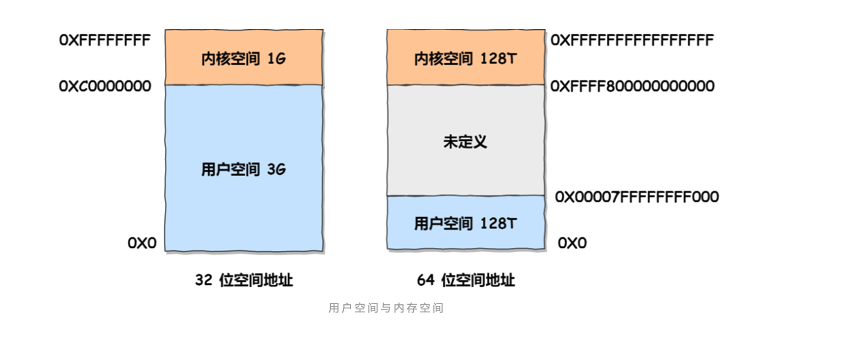 0XFFFFFFFF
内核空间 1G
0XC0000000
用户空间 3G
0X0
32 位空间地址
内核空间 128T
0XFFFFFFFFFFFFFFFF
0XFFFF800000000000
未定义
0X00007FFFFFFFF000
用户空间 128T
0X0
64 位空间地址
用户空间与内存空间